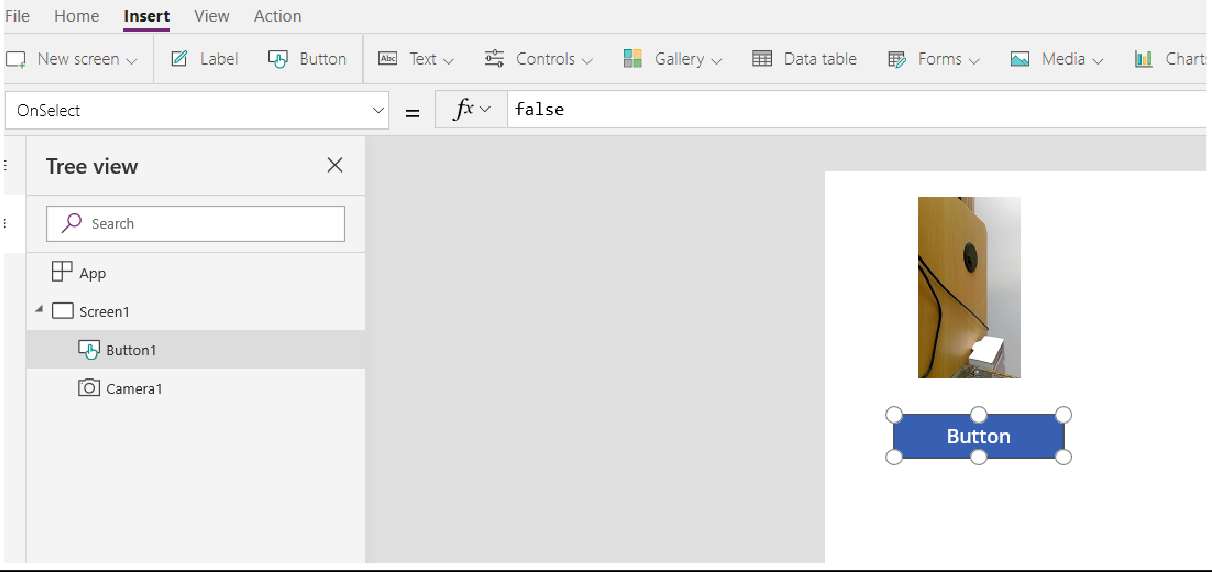 File Home Insert View Action
New screen Label Button Abc Text Controls Gallery Data table Forms Media Charts
OnSelect = fx false
Tree view
Search
App
Screen1
Button1
Camera1
Button